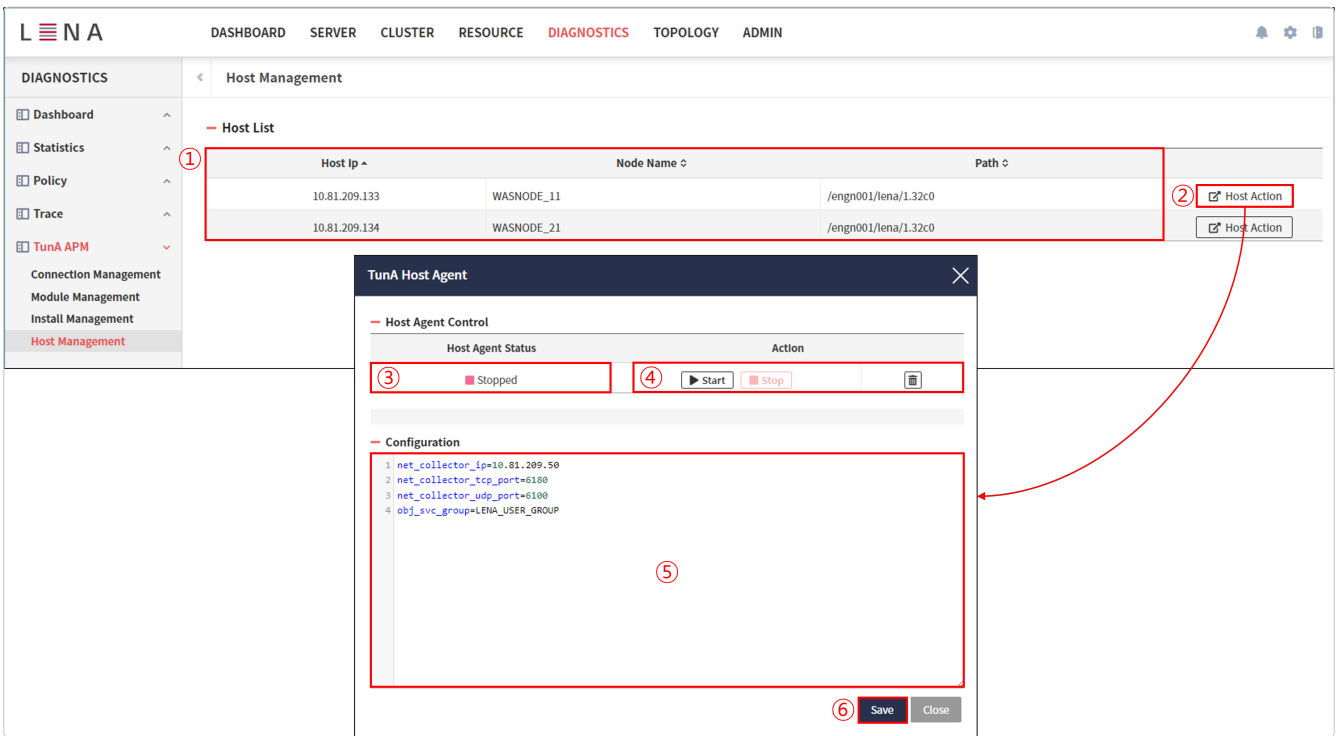 LENA
DASHBOARD SERVER CLUSTER RESOURCE DIAGNOSTICS TOPOLOGY ADMIN
DIAGNOSTICS
Host Management
Dashboard
Statistics
Policy
Trace
TunA APM
Connection Management
Module Management
Install Management
Host Management
Host List
①
Host Ip Node Name Path
10.81.209.133 WASNODE_11 /engn001/lena/1.32c0 ② Host Action
10.81.209.134 WASNODE_21 /engn001/lena/1.32c0 Host Action
TunA Host Agent
Host Agent Control
Host Agent Status Action
③ Stopped ④ Start Stop
Configuration
1 net_collector_ip=10.81.209.50
2 net_collector_tcp_port=6180
3 net_collector_udp_port=6100
4 obj_svc_group=LENA_USER_GROUP
⑤
⑥ Save Close